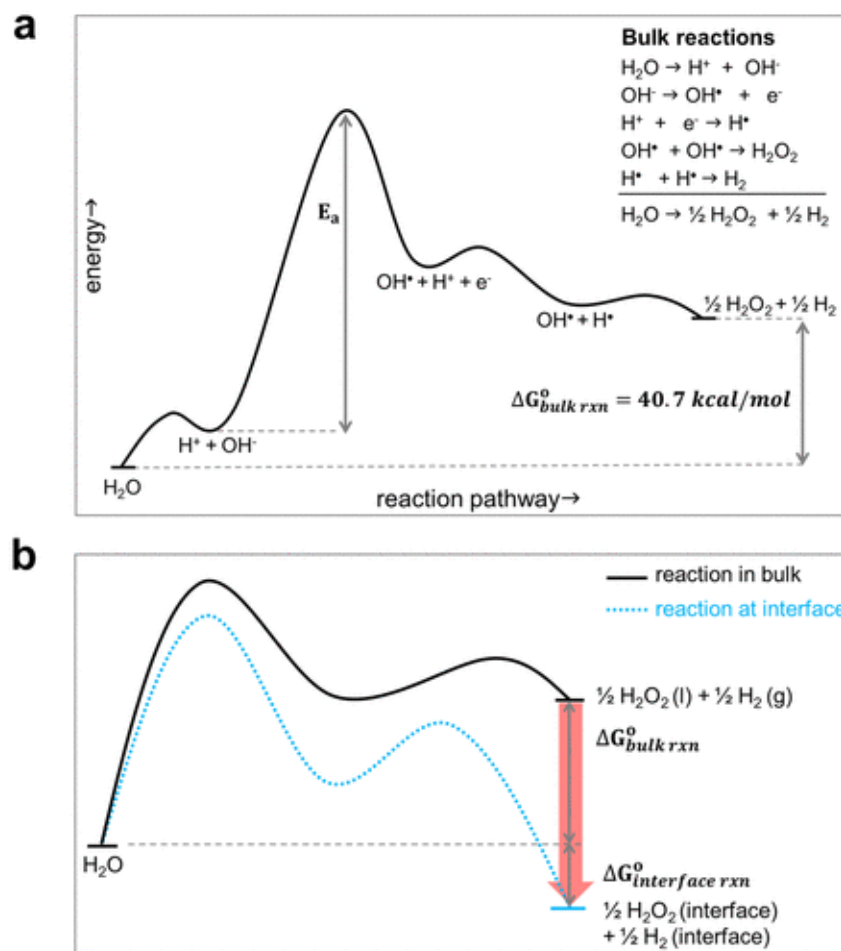 a
Bulk reactions
H₂O → H⁺ + OH⁻
OH⁻ → OH• + e⁻
H⁺ + e⁻ → H•
OH• + OH• → H₂O₂
H• + H• → H₂
H₂O → ½ H₂O₂ + ½ H₂
energy→
Eₐ
OH• + H⁺ + e⁻
½ H₂O₂ + ½ H₂
OH• + H•
ΔG°bulk rxn = 40.7 kcal/mol
H⁺ + OH⁻
H₂O
reaction pathway→
b
reaction in bulk
reaction at interface
½ H₂O₂ (l) + ½ H₂ (g)
ΔG°bulk rxn
H₂O
ΔG°interface rxn
½ H₂O₂ (interface)
+ ½ H₂ (interface)